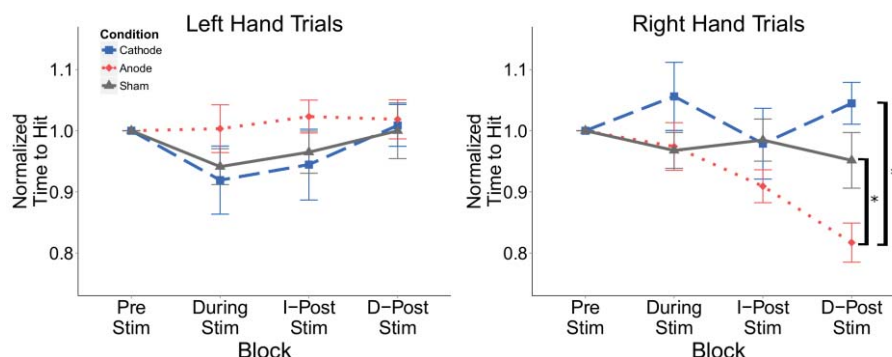 Left Hand Trials
Condition
Cathode
Anode
Sham
Normalized
Time to Hit
1.1
1.0
0.9
0.8
Pre
Stim
During
Stim
I-Post
Stim
D-Post
Stim
Block
Right Hand Trials
Normalized
Time to Hit
1.1
1.0
0.9
0.8
*
*
Pre
Stim
During
Stim
I-Post
Stim
D-Post
Stim
Block